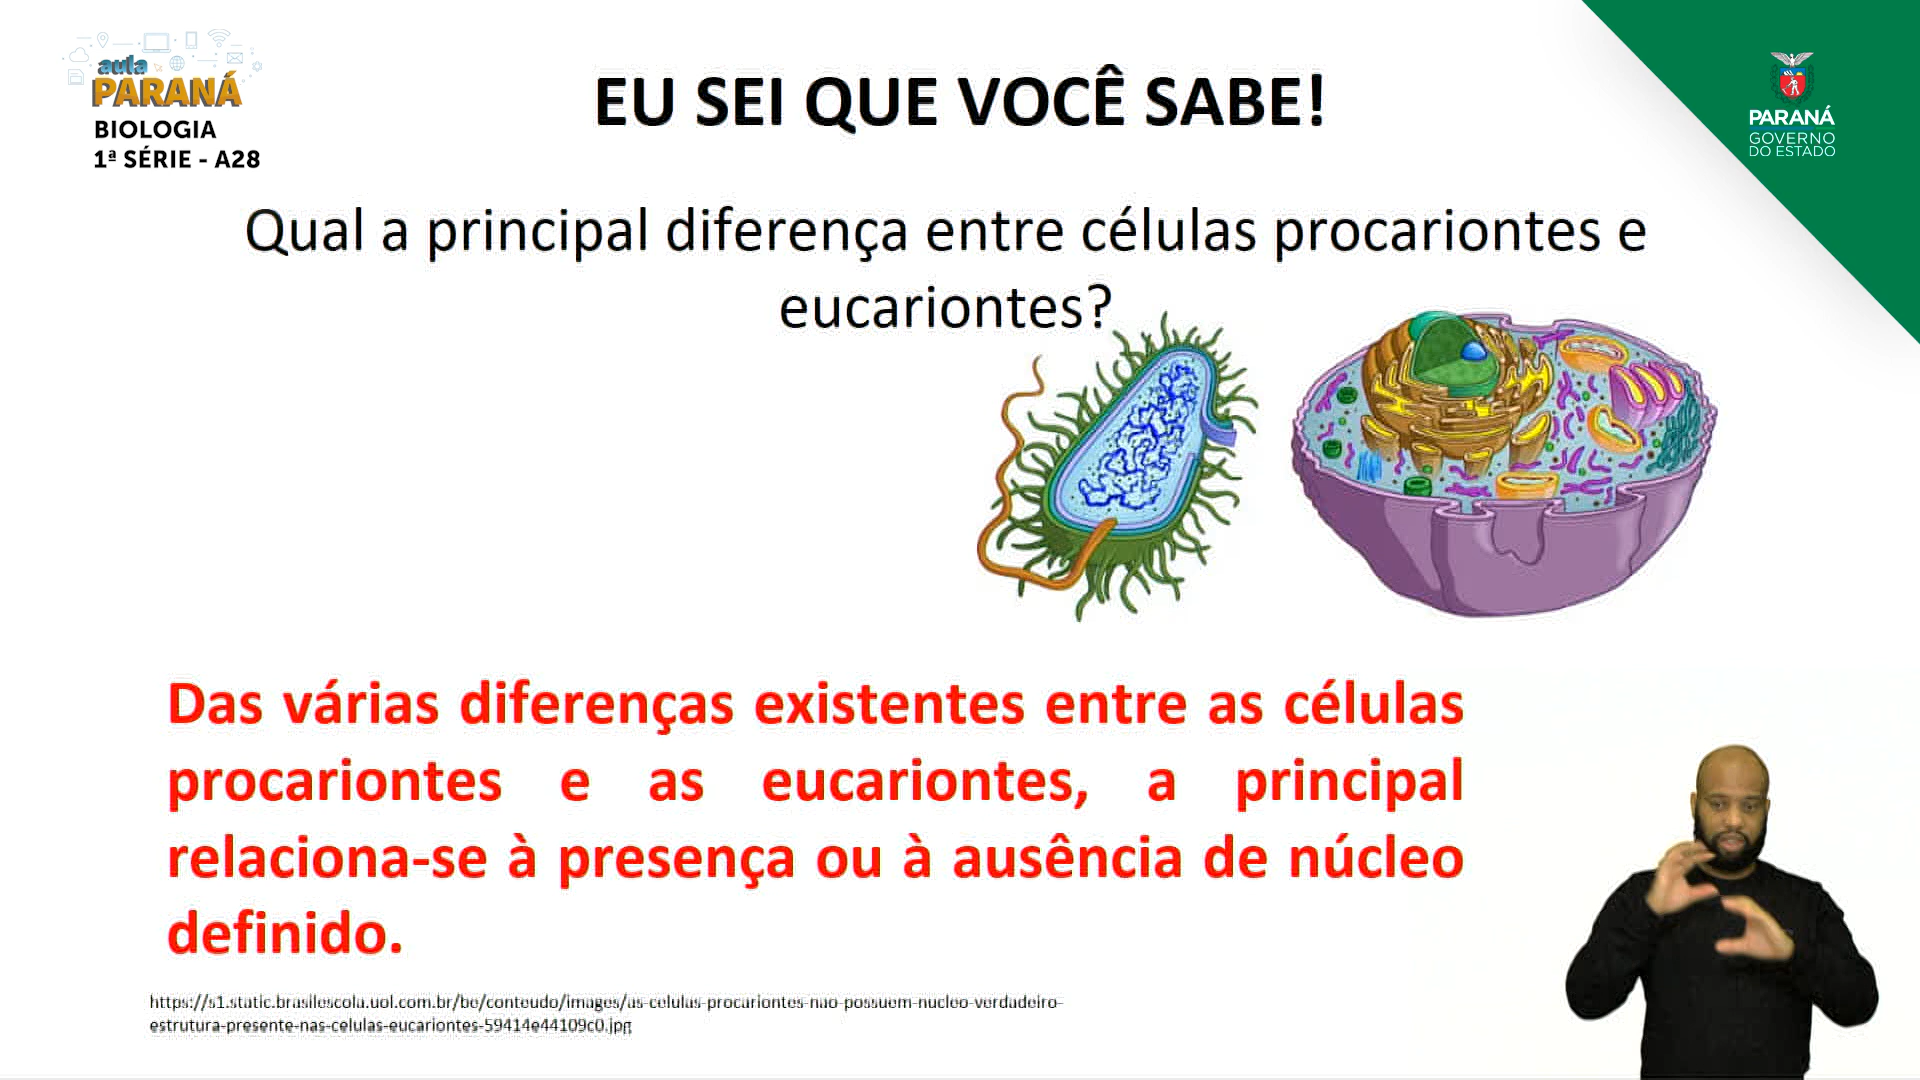 aula
PARANÁ
BIOLOGIA
1ª SÉRIE - A28
EU SEI QUE VOCÊ SABE!
PARANÁ
GOVERNO
DO ESTADO
Qual a principal diferença entre células procariontes e
eucariontes?
Das várias diferenças existentes entre as células
procariontes e as eucariontes, a principal
relaciona-se à presença ou à ausência de núcleo
definido.
https://s1.static.brasilescola.uol.com.br/be/conteudo/images/as-celulas-procariontes-nao-possuem-nucleo-verdadeiro-
estrutura-presente-nas-celulas-eucariontes-59414e44109c0.jpg